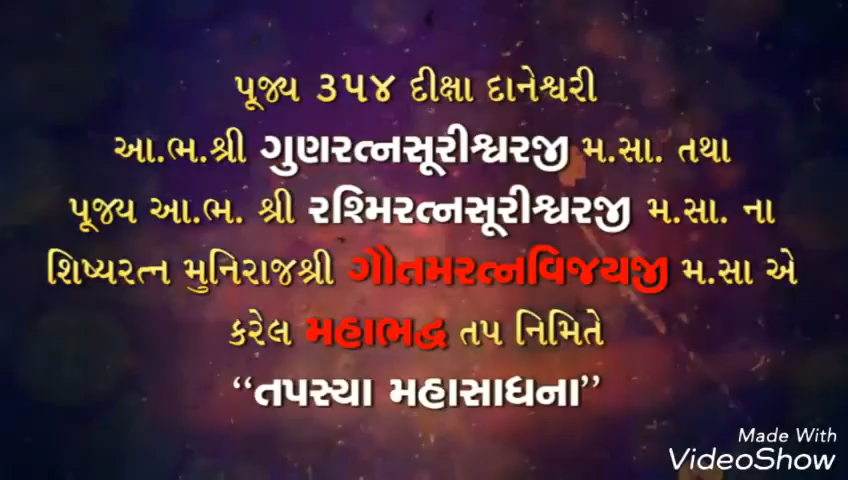 પૂજ્ય ૩૫૪ દીક્ષા દાનેશ્વરી
આ.ભ.શ્રી ગુણરત્નસૂરીશ્વરજી મ.સા. તથા
પૂજ્ય આ.ભ. શ્રી રશ્મિરત્નસૂરીશ્વરજી મ.સા. ના
શિષ્યરત્ન મુનિરાજશ્રી ગૌતમરત્નવિજયજી મ.સા એ
કરેલ મહાભદ્ર તપ નિમિતે
“તપસ્યા મહાસાધના”
Made With
VideoShow